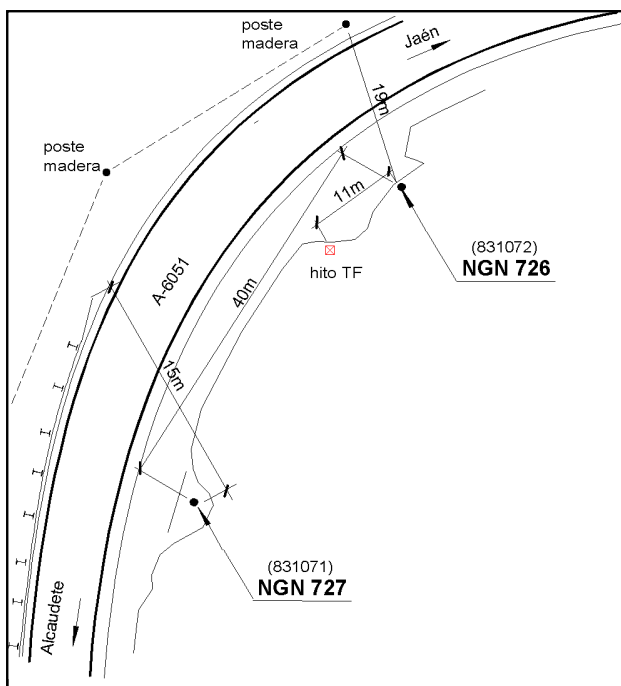 poste
madera
Jaén
19m
poste
madera
11m
(831072)
NGN 726
hito TF
A-6051
40m
15m
(831071)
NGN 727
Alcaudete